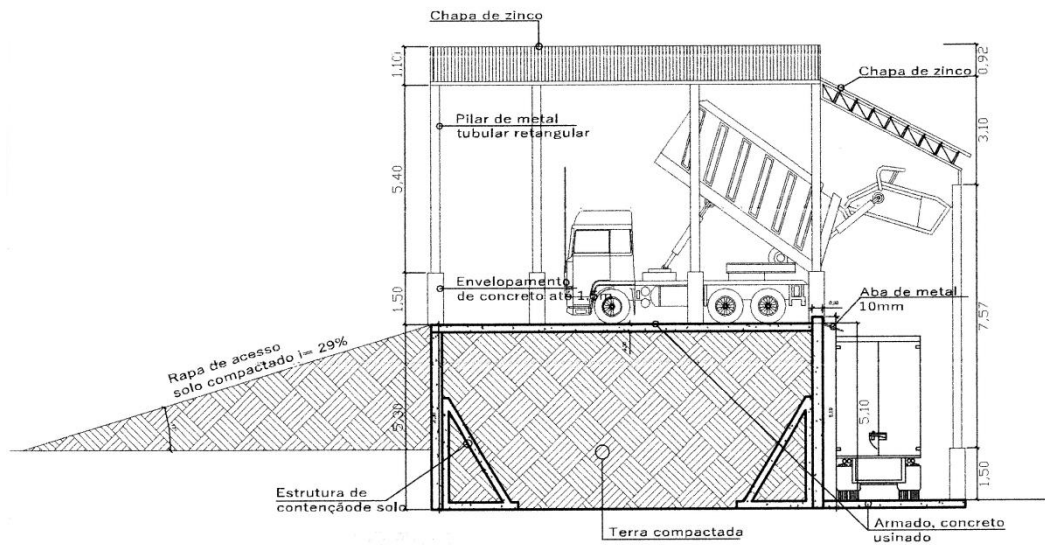 Chapa de zinco
0,92
1,10
Chapa de zinco
Pilar de metal
tubular retangular
3,10
5,40
Envelopamento
de concreto até 1,5m
Aba de metal
10mm
1,50
7,57
Rapa de acesso
solo compactado i= 29%
5,30
5,10
1,50
Estrutura de
contençãode solo
Terra compactada
Armado, concreto
usinado